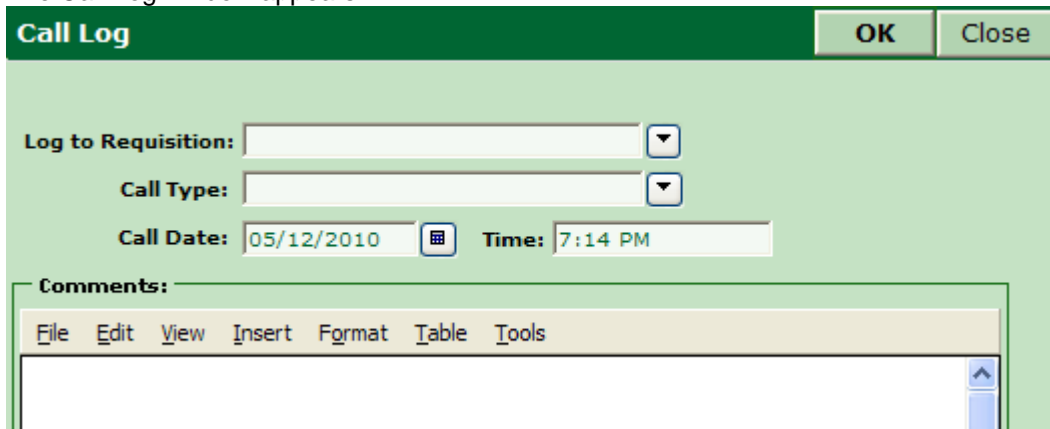 Call Log OK Close
Log to Requisition:
Call Type:
Call Date: 05/12/2010 Time: 7:14 PM
Comments:
File Edit View Insert Format Table Tools